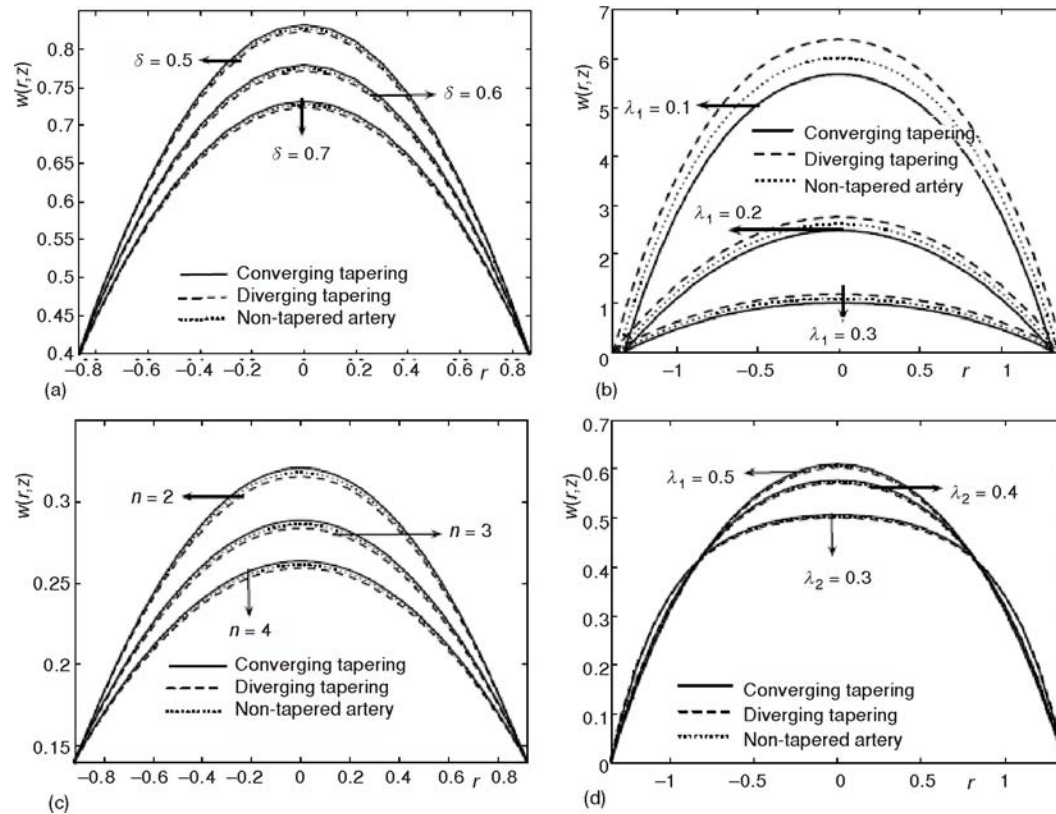 w(r,z)
0.85
0.8
0.75
0.7
0.65
0.6
0.55
0.5
0.45
0.4
δ = 0.5
δ = 0.6
δ = 0.7
Converging tapering
Diverging tapering
Non-tapered artery
−0.8 −0.6 −0.4 −0.2 0 0.2 0.4 0.6 r 0.8
(a)
w(r,z)
7
6
5
4
3
2
1
0
λ1 = 0.1
Converging tapering
Diverging tapering
Non-tapered artery
λ1 = 0.2
λ1 = 0.3
−1 −0.5 0 0.5 r 1
(b)
w(r,z)
0.3
0.25
0.2
0.15
n = 2
n = 3
n = 4
Converging tapering
Diverging tapering
Non-tapered artery
−0.8 −0.6 −0.4 −0.2 0 0.2 0.4 0.6 r 0.8
(c)
w(r,z)
0.7
0.6
0.5
0.4
0.3
0.2
0.1
0
λ1 = 0.5
λ2 = 0.4
λ2 = 0.3
Converging tapering
Diverging tapering
Non-tapered artery
−1 −0.5 0 0.5 1 r
(d)